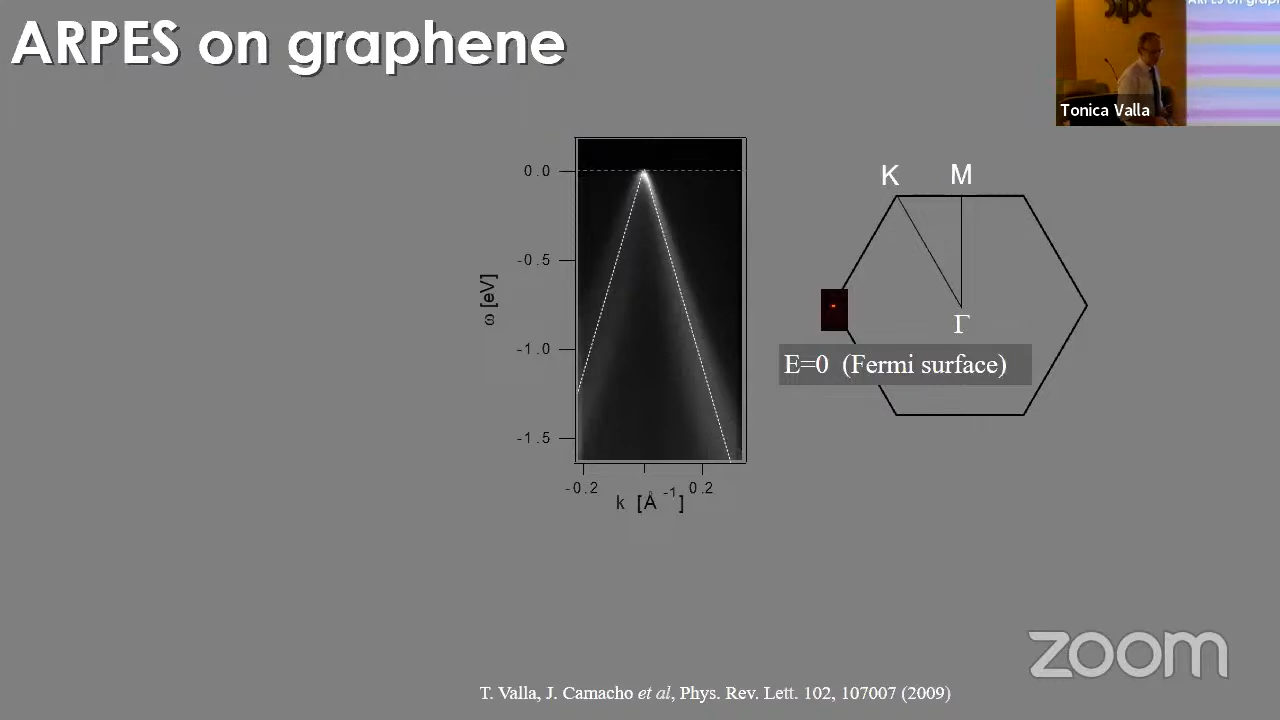 ARPES on graphene
Tonica Valla
0.0
-0.5
-1.0
-1.5
ω [eV]
-0.2
0.2
k [Å⁻¹]
K
M
Γ
E=0 (Fermi surface)
zoom
T. Valla, J. Camacho et al, Phys. Rev. Lett. 102, 107007 (2009)